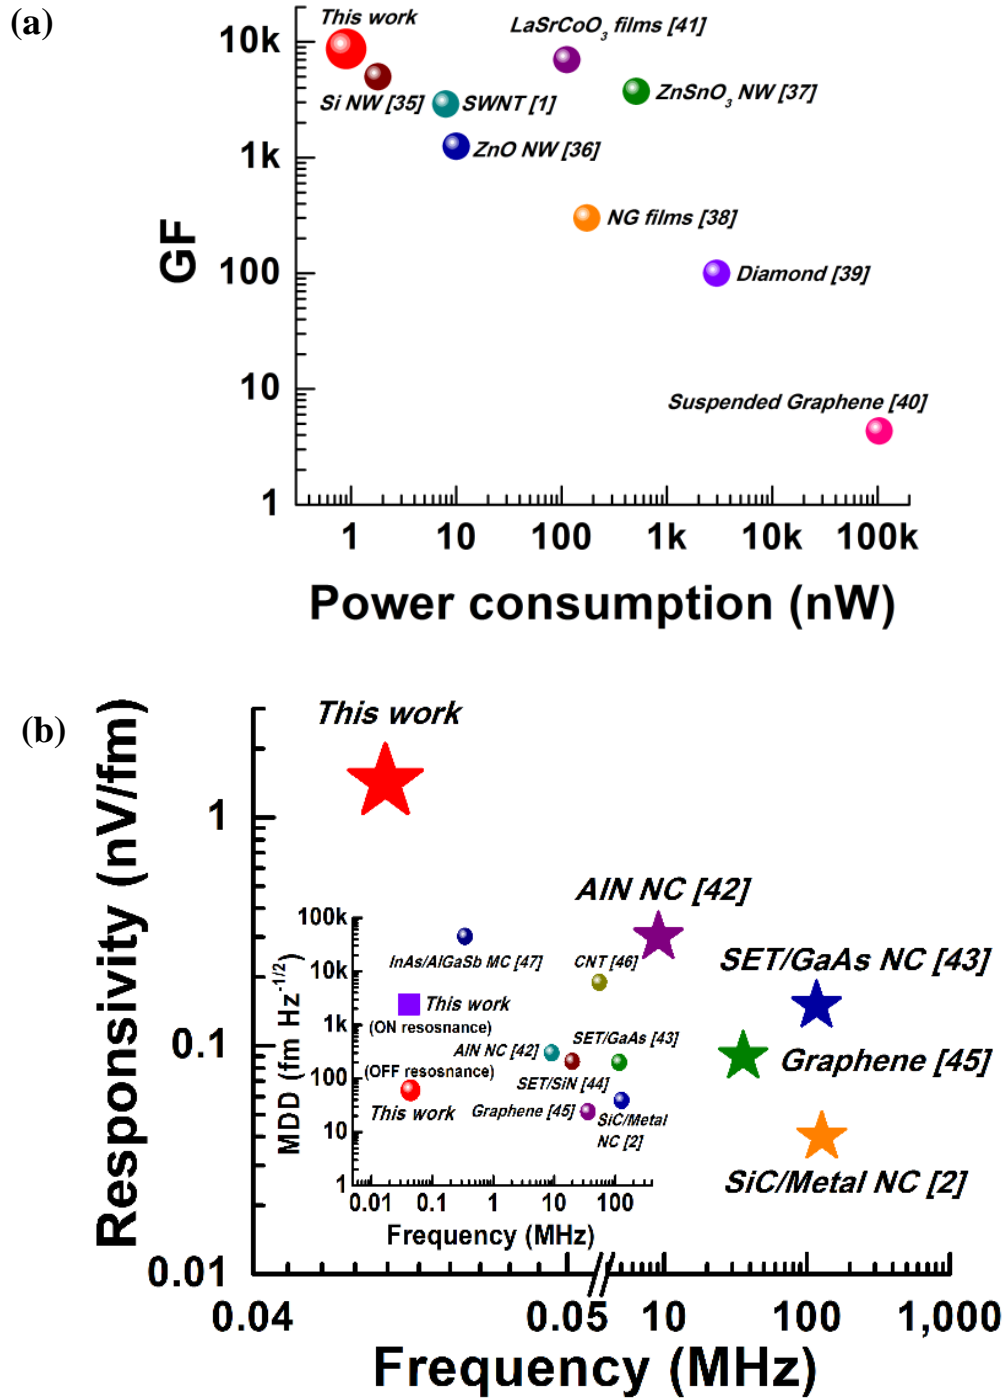 (a)
This work
LaSrCoO3 films [41]
10k
Si NW [35]
SWNT [1]
ZnSnO3 NW [37]
ZnO NW [36]
1k
NG films [38]
GF
100
Diamond [39]
10
Suspended Graphene [40]
1
1 10 100 1k 10k 100k
Power consumption (nW)
(b)
This work
Responsivity (nV/fm)
1
AlN NC [42]
SET/GaAs NC [43]
0.1
Graphene [45]
SiC/Metal NC [2]
0.01
0.04 0.05 10 100 1,000
Frequency (MHz)
MDD (fm Hz-1/2)
100k
InAs/AlGaSb MC [47]
CNT [46]
10k
This work
(ON resosnance)
1k
SET/GaAs [43]
AlN NC [42]
(OFF resosnance)
100
SET/SiN [44]
This work
Graphene [45]
SiC/Metal
NC [2]
10
1
0.01 0.1 1 10 100
Frequency (MHz)